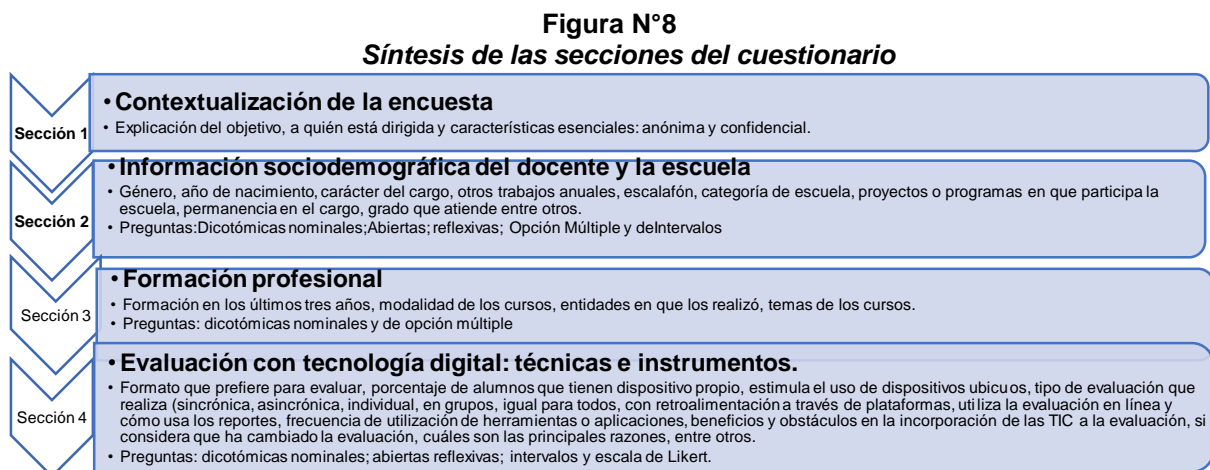 Figura N°8
Síntesis de las secciones del cuestionario
Sección 1
• Contextualización de la encuesta
• Explicación del objetivo, a quién está dirigida y características esenciales: anónima y confidencial.
Sección 2
• Información sociodemográfica del docente y la escuela
• Género, año de nacimiento, carácter del cargo, otros trabajos anuales, escalafón, categoría de escuela, proyectos o programas en que participa la
escuela, permanencia en el cargo, grado que atiende entre otros.
• Preguntas:Dicotómicas nominales;Abiertas; reflexivas; Opción Múltiple y deIntervalos
Sección 3
• Formación profesional
• Formación en los últimos tres años, modalidad de los cursos, entidades en que los realizó, temas de los cursos.
• Preguntas: dicotómicas nominales y de opción múltiple
Sección 4
• Evaluación con tecnología digital: técnicas e instrumentos.
• Formato que prefiere para evaluar, porcentaje de alumnos que tienen dispositivo propio, estimula el uso de dispositivos ubicuos, tipo de evaluación que
realiza (sincrónica, asincrónica, individual, en grupos, igual para todos, con retroalimentación a través de plataformas, utiliza la evaluación en línea y
cómo usa los reportes, frecuencia de utilización de herramientas o aplicaciones, beneficios y obstáculos en la incorporación de las TIC a la evaluación, si
considera que ha cambiado la evaluación, cuáles son las principales razones, entre otros.
• Preguntas: dicotómicas nominales; abiertas reflexivas; intervalos y escala de Likert.